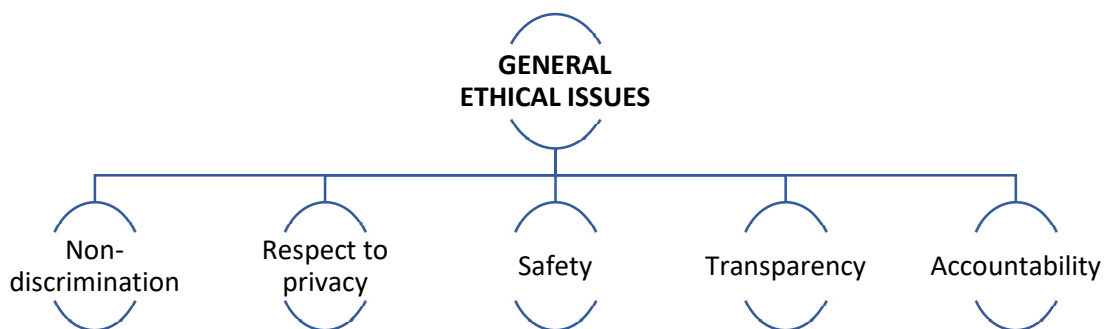 GENERAL
ETHICAL ISSUES
Non-
discrimination
Respect to
privacy
Safety
Transparency
Accountability